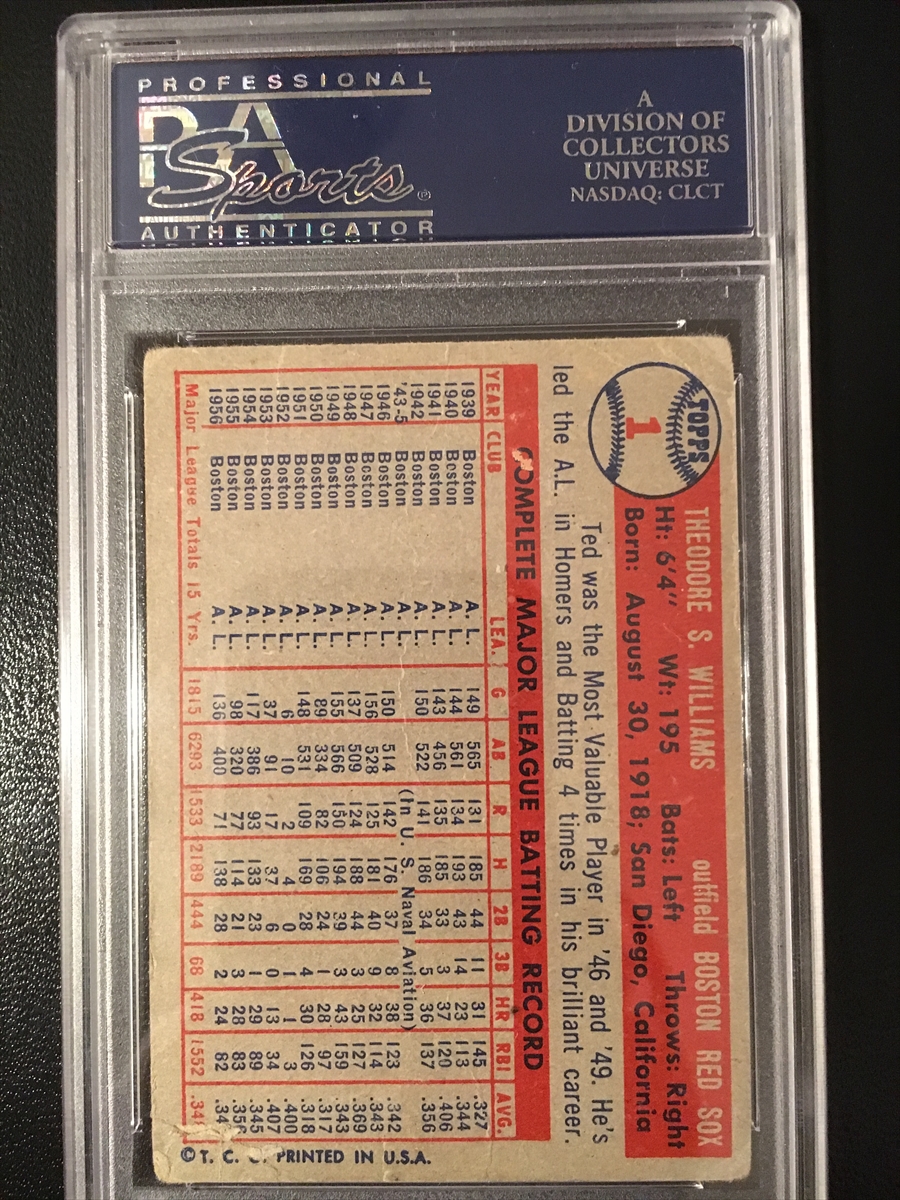 PROFESSIONAL
PSA
Sports
AUTHENTICATOR
A
DIVISION OF
COLLECTORS
UNIVERSE
NASDAQ: CLCT
TOPPS
1
THEODORE S. WILLIAMS outfield BOSTON RED SOX
Ht: 6'4" Wt: 195 Bats: Left Throws: Right
Born: August 30, 1918; San Diego, California
Ted was the Most Valuable Player in '46 and '49. He's
led the A.L. in Homers and Batting 4 times in his brilliant career.
COMPLETE MAJOR LEAGUE BATTING RECORD
YEAR CLUB LEA. G AB R H 2B 3B HR RBI AVG.
1939 Boston A. L. 149 565 131 185 44 11 31 145 .327
1940 Boston A. L. 144 561 134 193 43 14 23 113 .344
1941 Boston A. L. 143 456 135 185 33 3 37 120 .406
1942 Boston A. L. 150 522 141 186 34 5 36 137 .356
'43-5 Boston A. L. (In U. S. Naval Aviation)
1946 Boston A. L. 150 514 142 176 37 8 38 123 .342
1947 Boston A. L. 156 528 125 181 40 9 32 114 .343
1948 Boston A. L. 137 509 124 188 44 3 25 127 .369
1949 Boston A. L. 155 566 150 194 39 3 43 159 .343
1950 Boston A. L. 89 334 82 106 24 1 28 97 .317
1951 Boston A. L. 148 531 109 169 28 4 30 126 .318
1952 Boston A. L. 6 10 2 4 0 1 1 3 .400
1953 Boston A. L. 37 91 17 37 6 0 13 34 .407
1954 Boston A. L. 117 386 93 133 23 1 29 89 .345
1955 Boston A. L. 98 320 77 114 21 3 28 83 .356
1956 Boston A. L. 136 400 71 138 28 2 24 82
Major League Totals 15 Yrs. 1815 6293 1533 2189 444 68 418 1552
© T. C. G. PRINTED IN U.S.A.